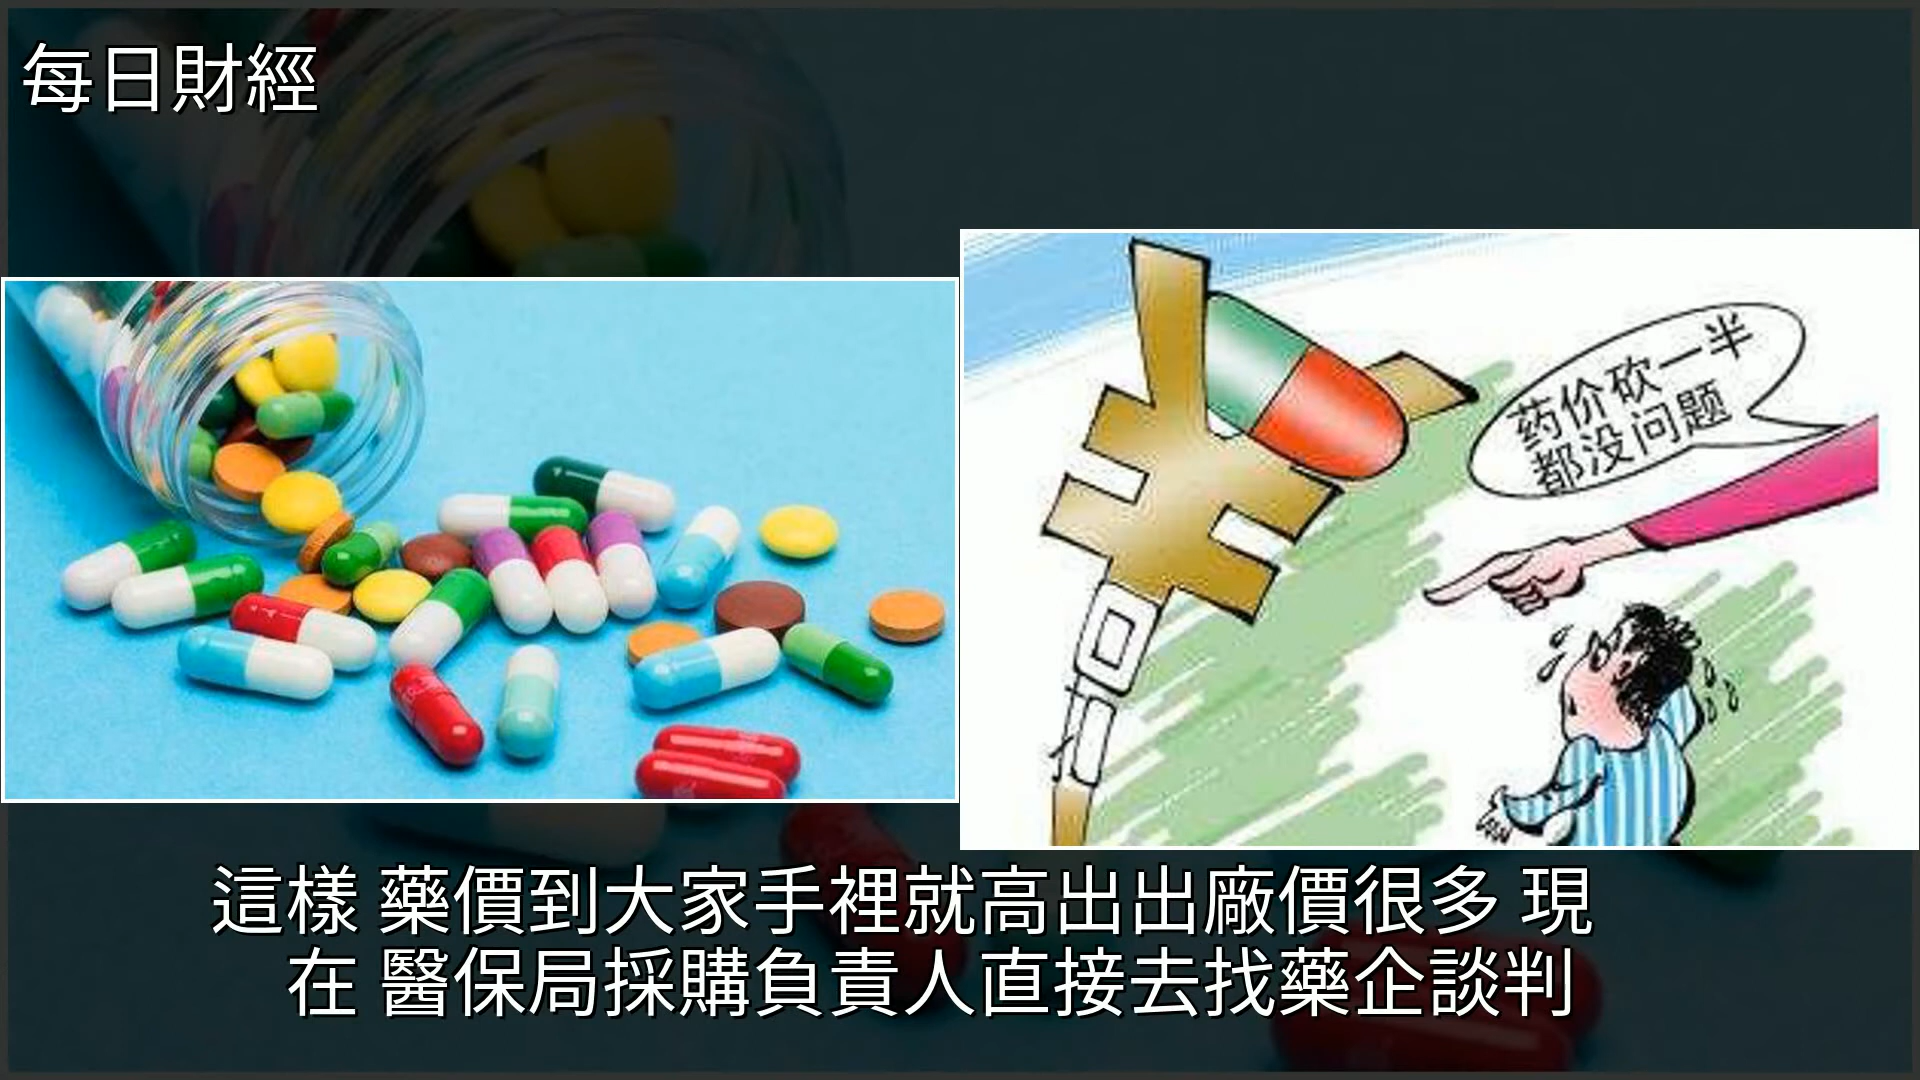 每日財經
药价砍一半
都没问题
這樣 藥價到大家手裡就高出出廠價很多 現
在 醫保局採購負責人直接去找藥企談判